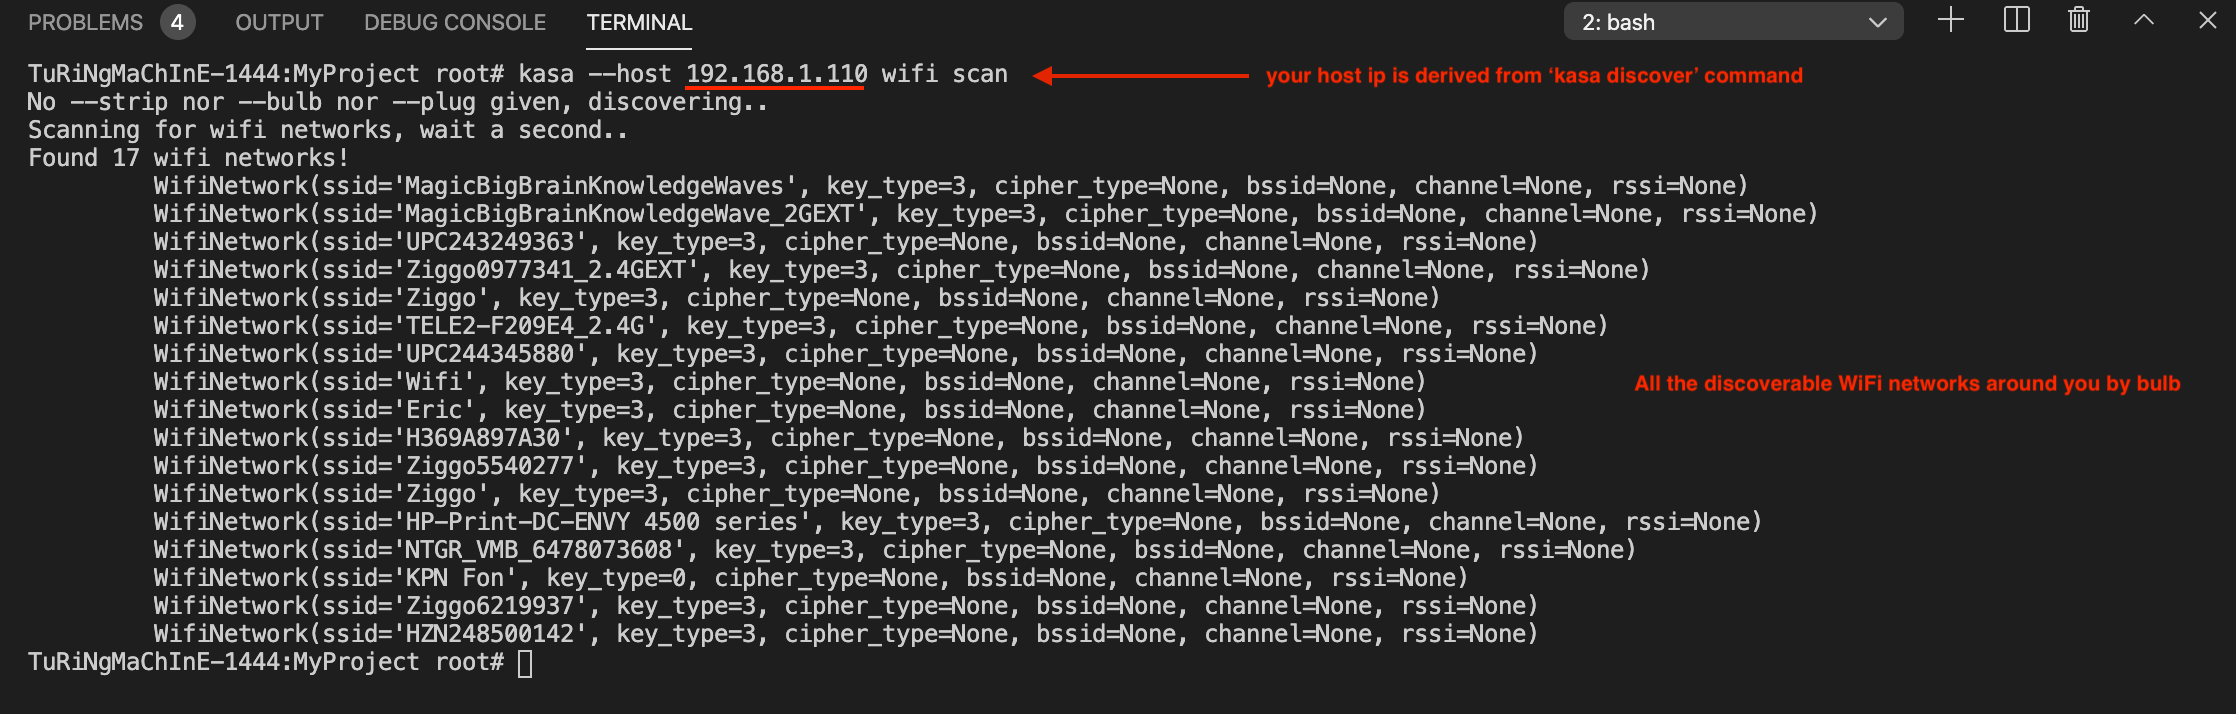 PROBLEMS 4 OUTPUT DEBUG CONSOLE TERMINAL 2: bash
TuRiNgMaChInE-1444:MyProject root# kasa --host 192.168.1.110 wifi scan your host ip is derived from ‘kasa discover’ command
No --strip nor --bulb nor --plug given, discovering..
Scanning for wifi networks, wait a second..
Found 17 wifi networks!
WifiNetwork(ssid='MagicBigBrainKnowledgeWaves', key_type=3, cipher_type=None, bssid=None, channel=None, rssi=None)
WifiNetwork(ssid='MagicBigBrainKnowledgeWave_2GEXT', key_type=3, cipher_type=None, bssid=None, channel=None, rssi=None)
WifiNetwork(ssid='UPC243249363', key_type=3, cipher_type=None, bssid=None, channel=None, rssi=None)
WifiNetwork(ssid='Ziggo0977341_2.4GEXT', key_type=3, cipher_type=None, bssid=None, channel=None, rssi=None)
WifiNetwork(ssid='Ziggo', key_type=3, cipher_type=None, bssid=None, channel=None, rssi=None)
WifiNetwork(ssid='TELE2-F209E4_2.4G', key_type=3, cipher_type=None, bssid=None, channel=None, rssi=None)
WifiNetwork(ssid='UPC244345880', key_type=3, cipher_type=None, bssid=None, channel=None, rssi=None)
WifiNetwork(ssid='Wifi', key_type=3, cipher_type=None, bssid=None, channel=None, rssi=None)
All the discoverable WiFi networks around you by bulb
WifiNetwork(ssid='Eric', key_type=3, cipher_type=None, bssid=None, channel=None, rssi=None)
WifiNetwork(ssid='H369A897A30', key_type=3, cipher_type=None, bssid=None, channel=None, rssi=None)
WifiNetwork(ssid='Ziggo5540277', key_type=3, cipher_type=None, bssid=None, channel=None, rssi=None)
WifiNetwork(ssid='Ziggo', key_type=3, cipher_type=None, bssid=None, channel=None, rssi=None)
WifiNetwork(ssid='HP-Print-DC-ENVY 4500 series', key_type=3, cipher_type=None, bssid=None, channel=None, rssi=None)
WifiNetwork(ssid='NTGR_VMB_6478073608', key_type=3, cipher_type=None, bssid=None, channel=None, rssi=None)
WifiNetwork(ssid='KPN Fon', key_type=0, cipher_type=None, bssid=None, channel=None, rssi=None)
WifiNetwork(ssid='Ziggo6219937', key_type=3, cipher_type=None, bssid=None, channel=None, rssi=None)
WifiNetwork(ssid='HZN248500142', key_type=3, cipher_type=None, bssid=None, channel=None, rssi=None)
TuRiNgMaChInE-1444:MyProject root#